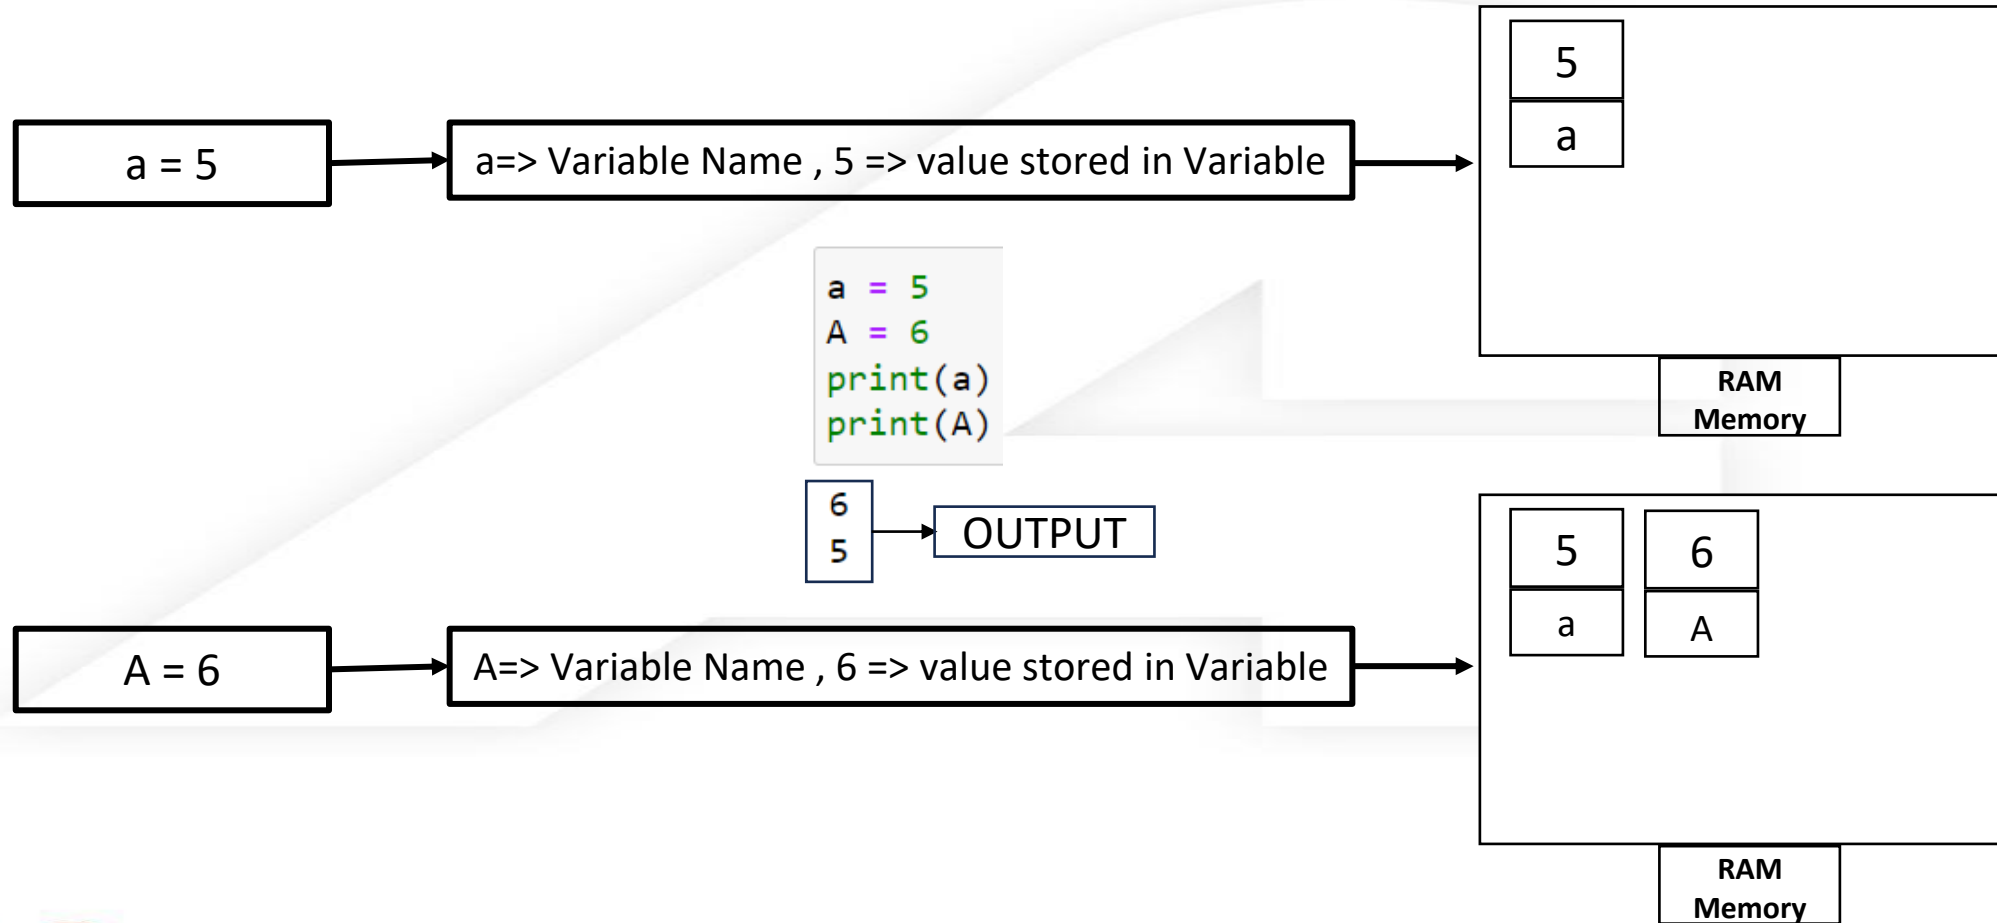 5
a
a = 5
a=> Variable Name , 5 => value stored in Variable
a = 5
A = 6
print(a)
print(A)
RAM
Memory
6
5
OUTPUT
5
6
a
A
A = 6
A=> Variable Name , 6 => value stored in Variable
RAM
Memory